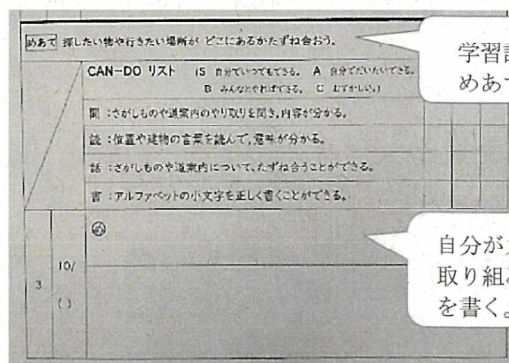 めあて 探したい物や行きたい場所が どこにあるかたずね合おう。
CAN-DO リスト (S 自分でいつでもできる。 A 自分でだいたいできる。
B みんなとやればできる。 C むずかしい。)
聞：さがしものや道案内のやり取りを聞き,内容が分かる。
読：位置や建物の言葉を読んで,意味が分かる。
話：さがしものや道案内について,たずね合うことができる。
書：アルファベットの小文字を正しく書くことができる。
3
10/
( )
め
学習
めあて
自分が
取り組
を書く。